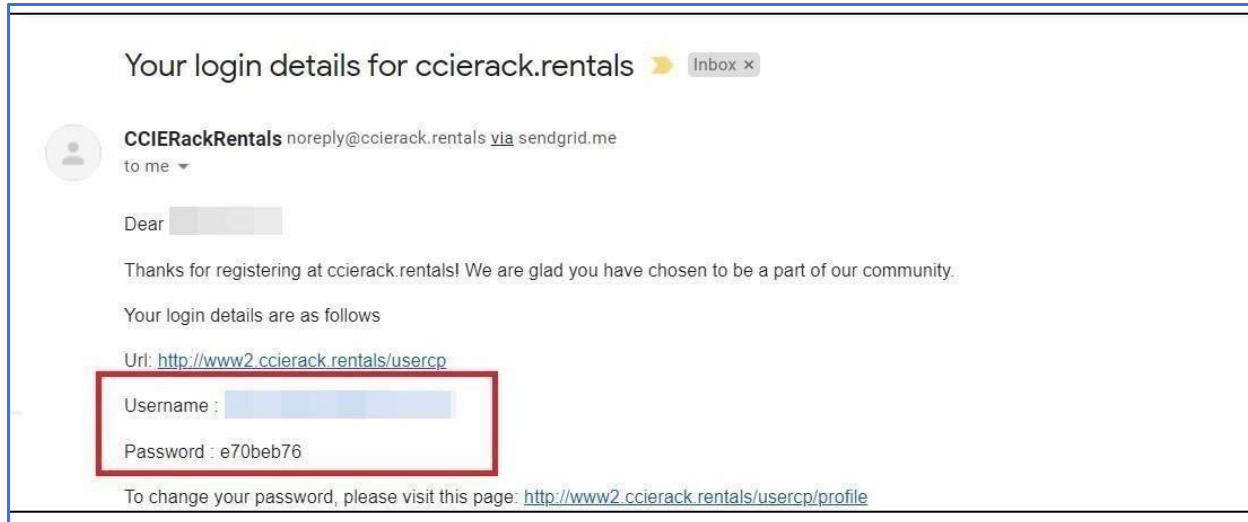 Your login details for ccierack.rentals Inbox ×
CCIERackRentals noreply@ccierack.rentals via sendgrid.me
to me
Dear
Thanks for registering at ccierack.rentals! We are glad you have chosen to be a part of our community.
Your login details are as follows
Url: http://www2.ccierack.rentals/usercp
Username :
Password : e70beb76
To change your password, please visit this page: http://www2.ccierack.rentals/usercp/profile